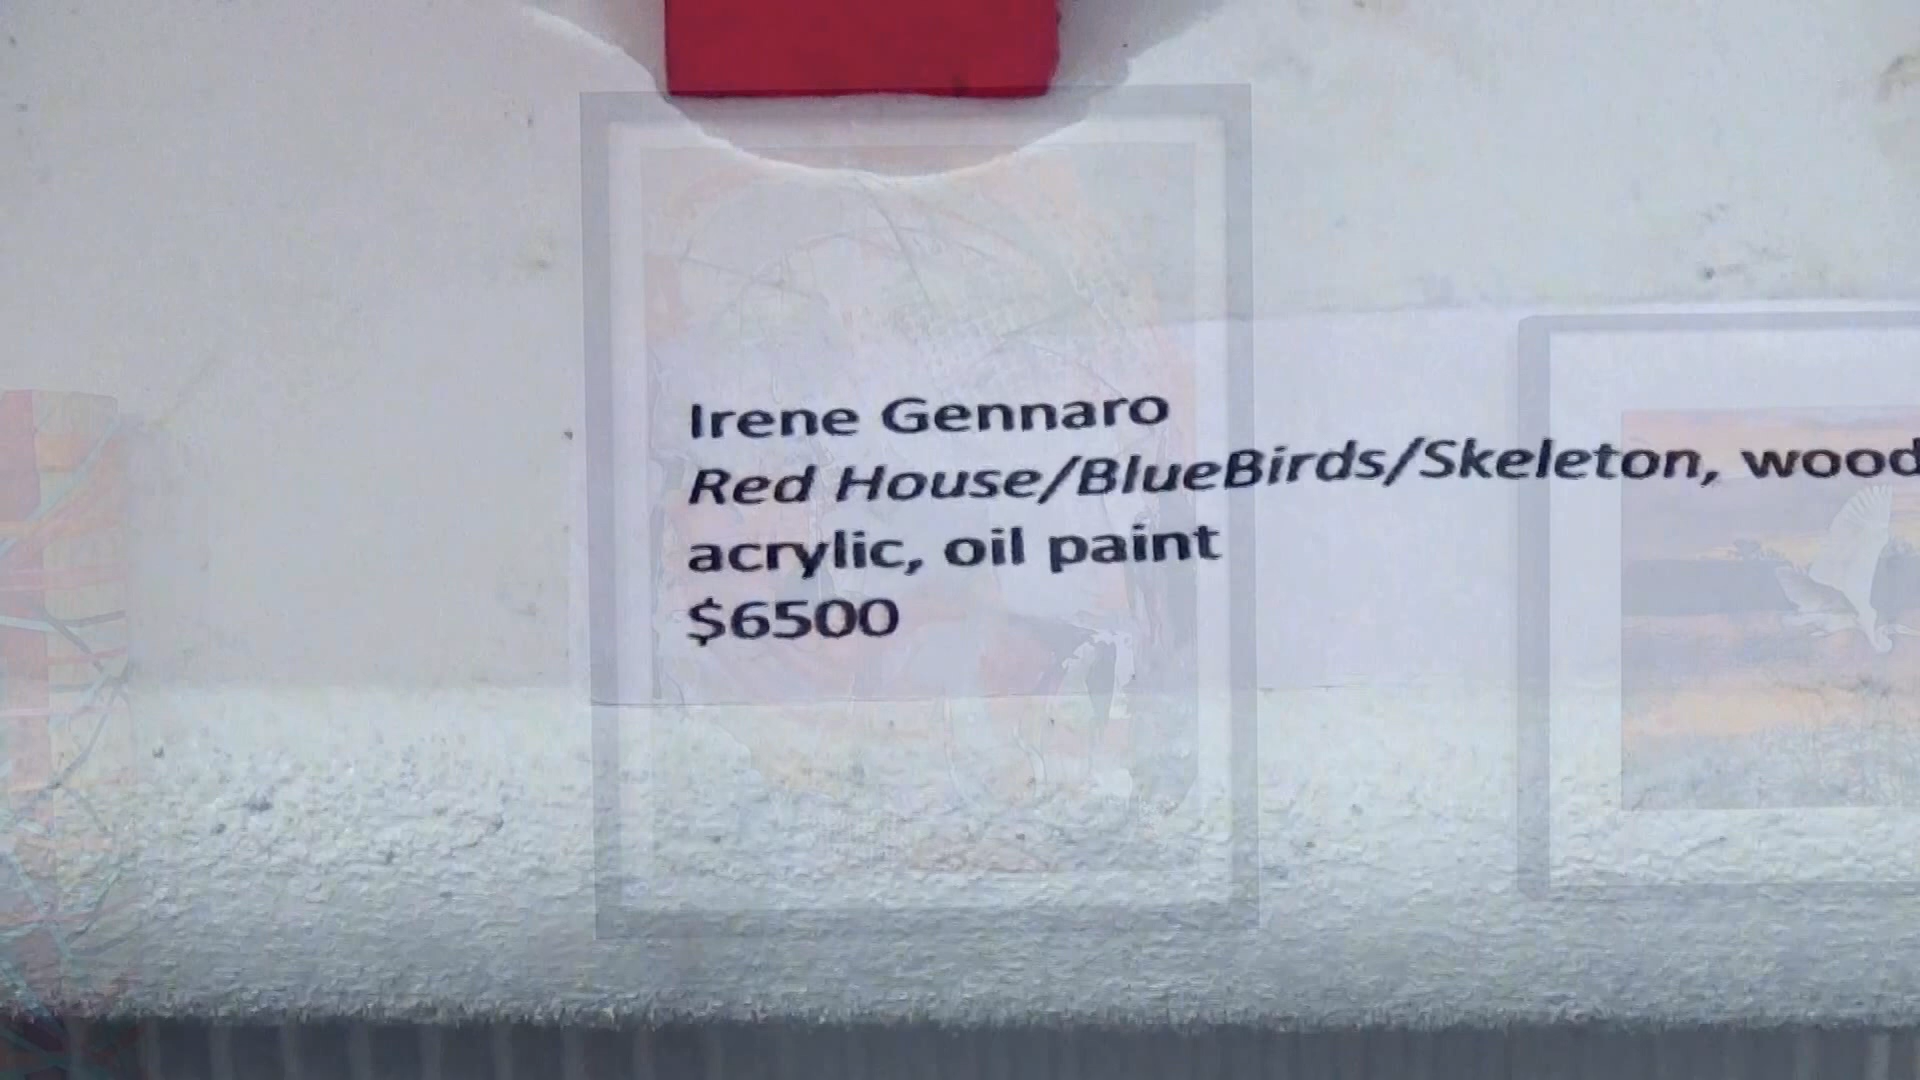 Irene Gennaro
Red House/BlueBirds/Skeleton, wood
acrylic, oil paint
$6500